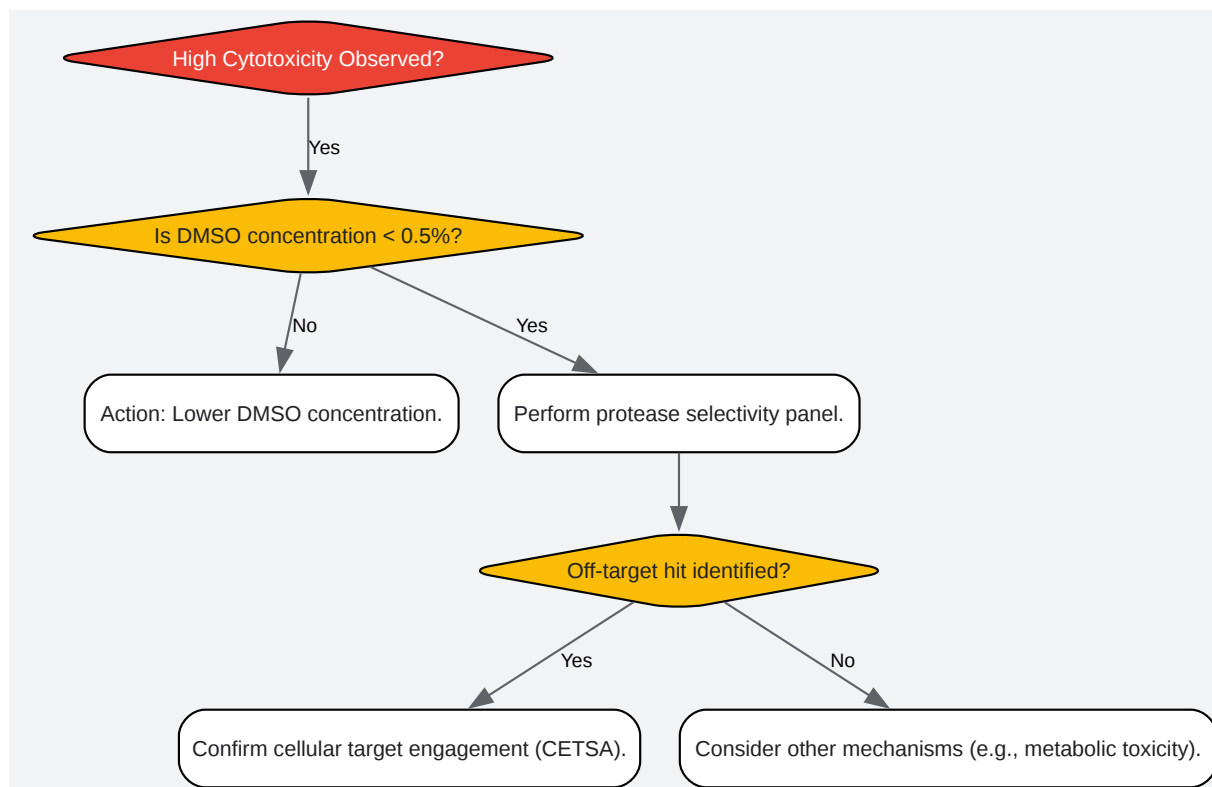 High Cytotoxicity Observed?
Yes
Is DMSO concentration < 0.5%?
No
Yes
Action: Lower DMSO concentration.
Perform protease selectivity panel.
Off-target hit identified?
Yes
No
Confirm cellular target engagement (CETSA).
Consider other mechanisms (e.g., metabolic toxicity).